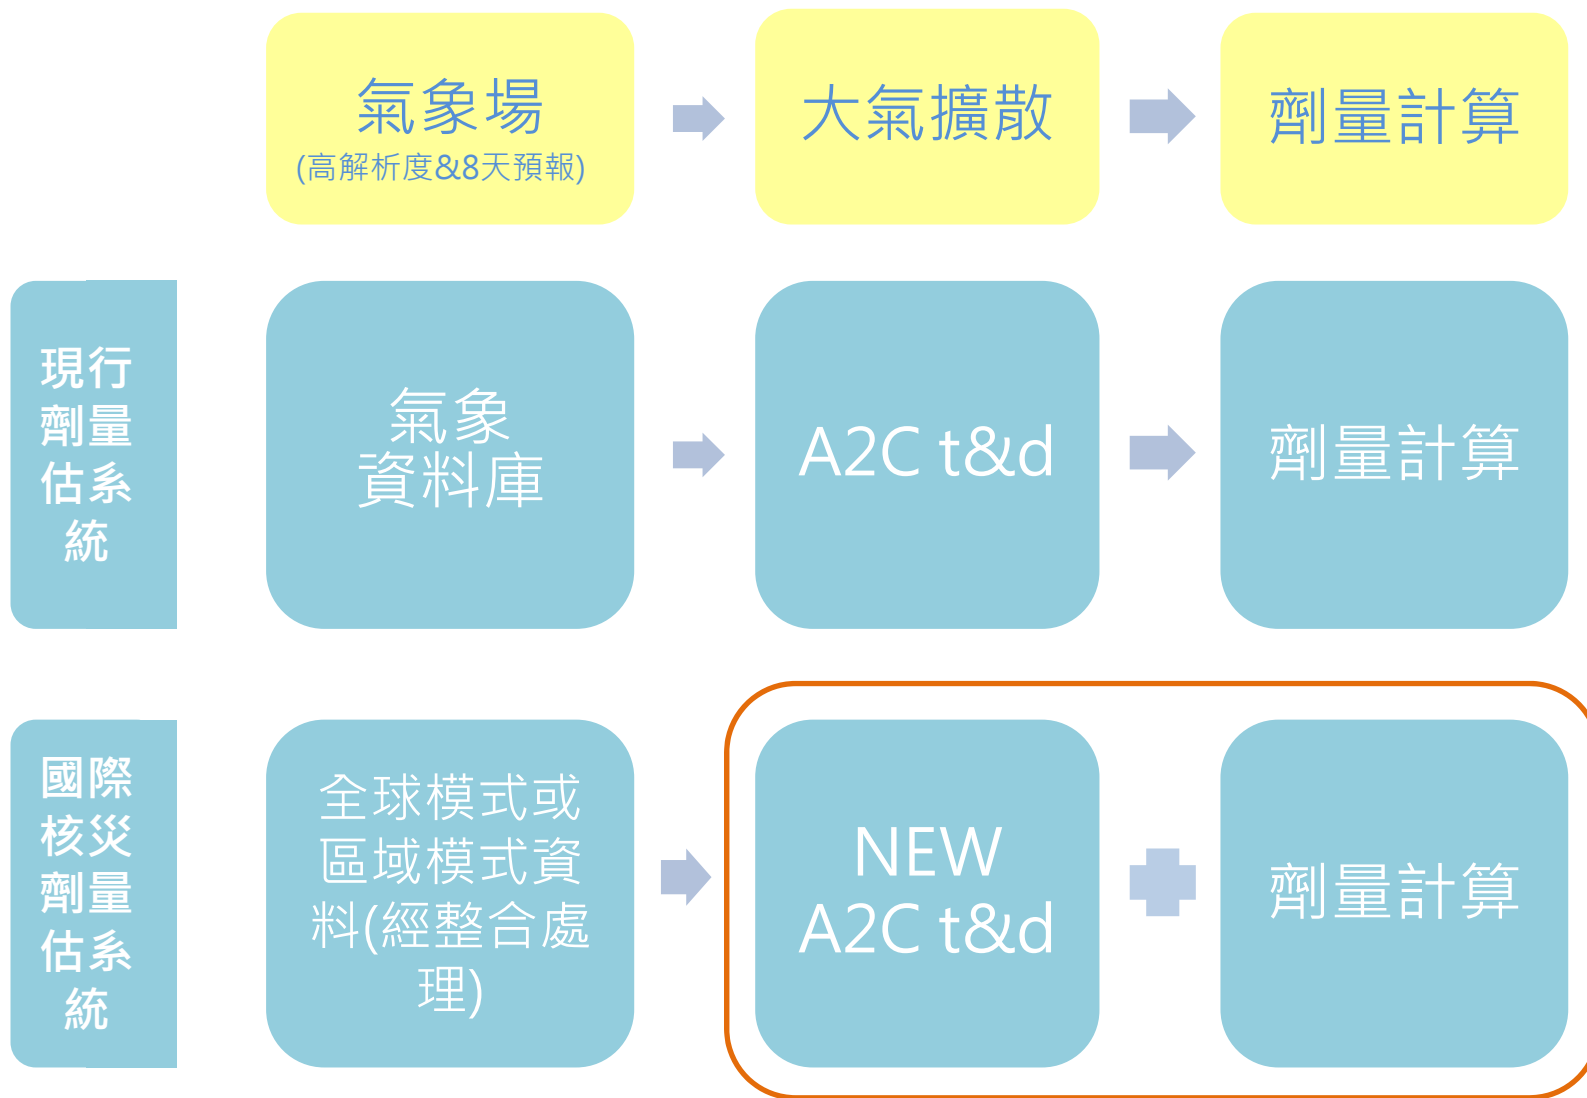 氣象場
(高解析度&8天預報)
大氣擴散
劑量計算
現行
劑量
估系
統
氣象
資料庫
A2C t&d
劑量計算
國際
核災
劑量
估系
統
全球模式或
區域模式資
料(經整合處
理)
NEW
A2C t&d
劑量計算